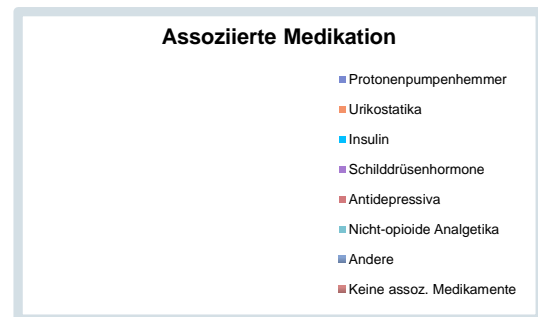 Assoziierte Medikation
Protonenpumpenhemmer
Urikostatika
Insulin
Schilddrüsenhormone
Antidepressiva
Nicht-opioide Analgetika
Andere
Keine assoz. Medikamente